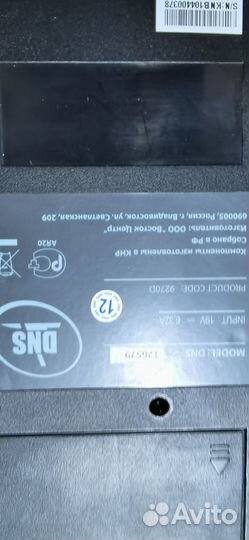 S/N:KNB104400378
MODEL:DNS 126579
INPUT: 19V 6.32A
PRODUCT CODE: 9270D
Компоненты изготовлены в КНР
Собрано в РФ
Изготовитель: ООО "Восток Центр"
690005, Россия, г. Владивосток, ул. Светланская, 209
DNS
12
АЯ20
Avito